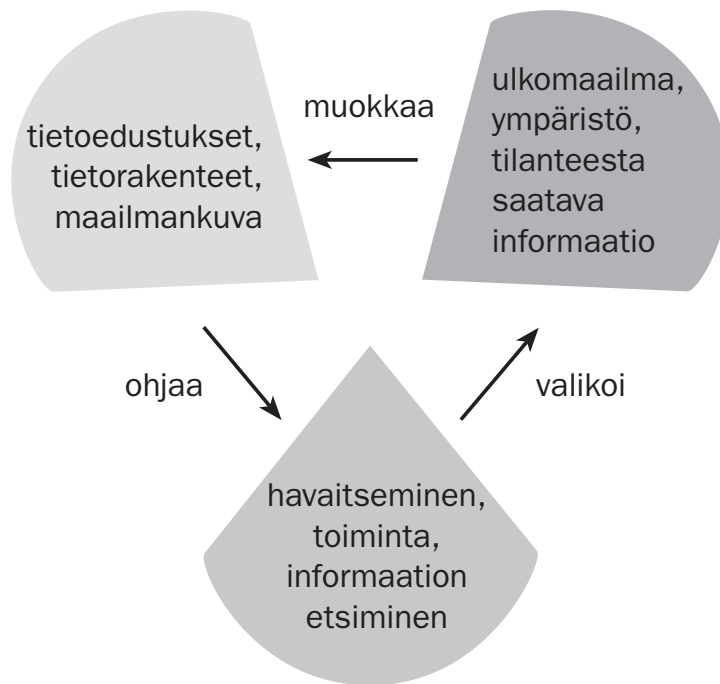 tietoedustukset,
tietorakenteet,
maailmankuva
muokkaa
ulkomaailma,
ympäristö,
tilanteesta
saatava
informaatio
ohjaa
valikoi
havaitseminen,
toiminta,
informaation
etsiminen